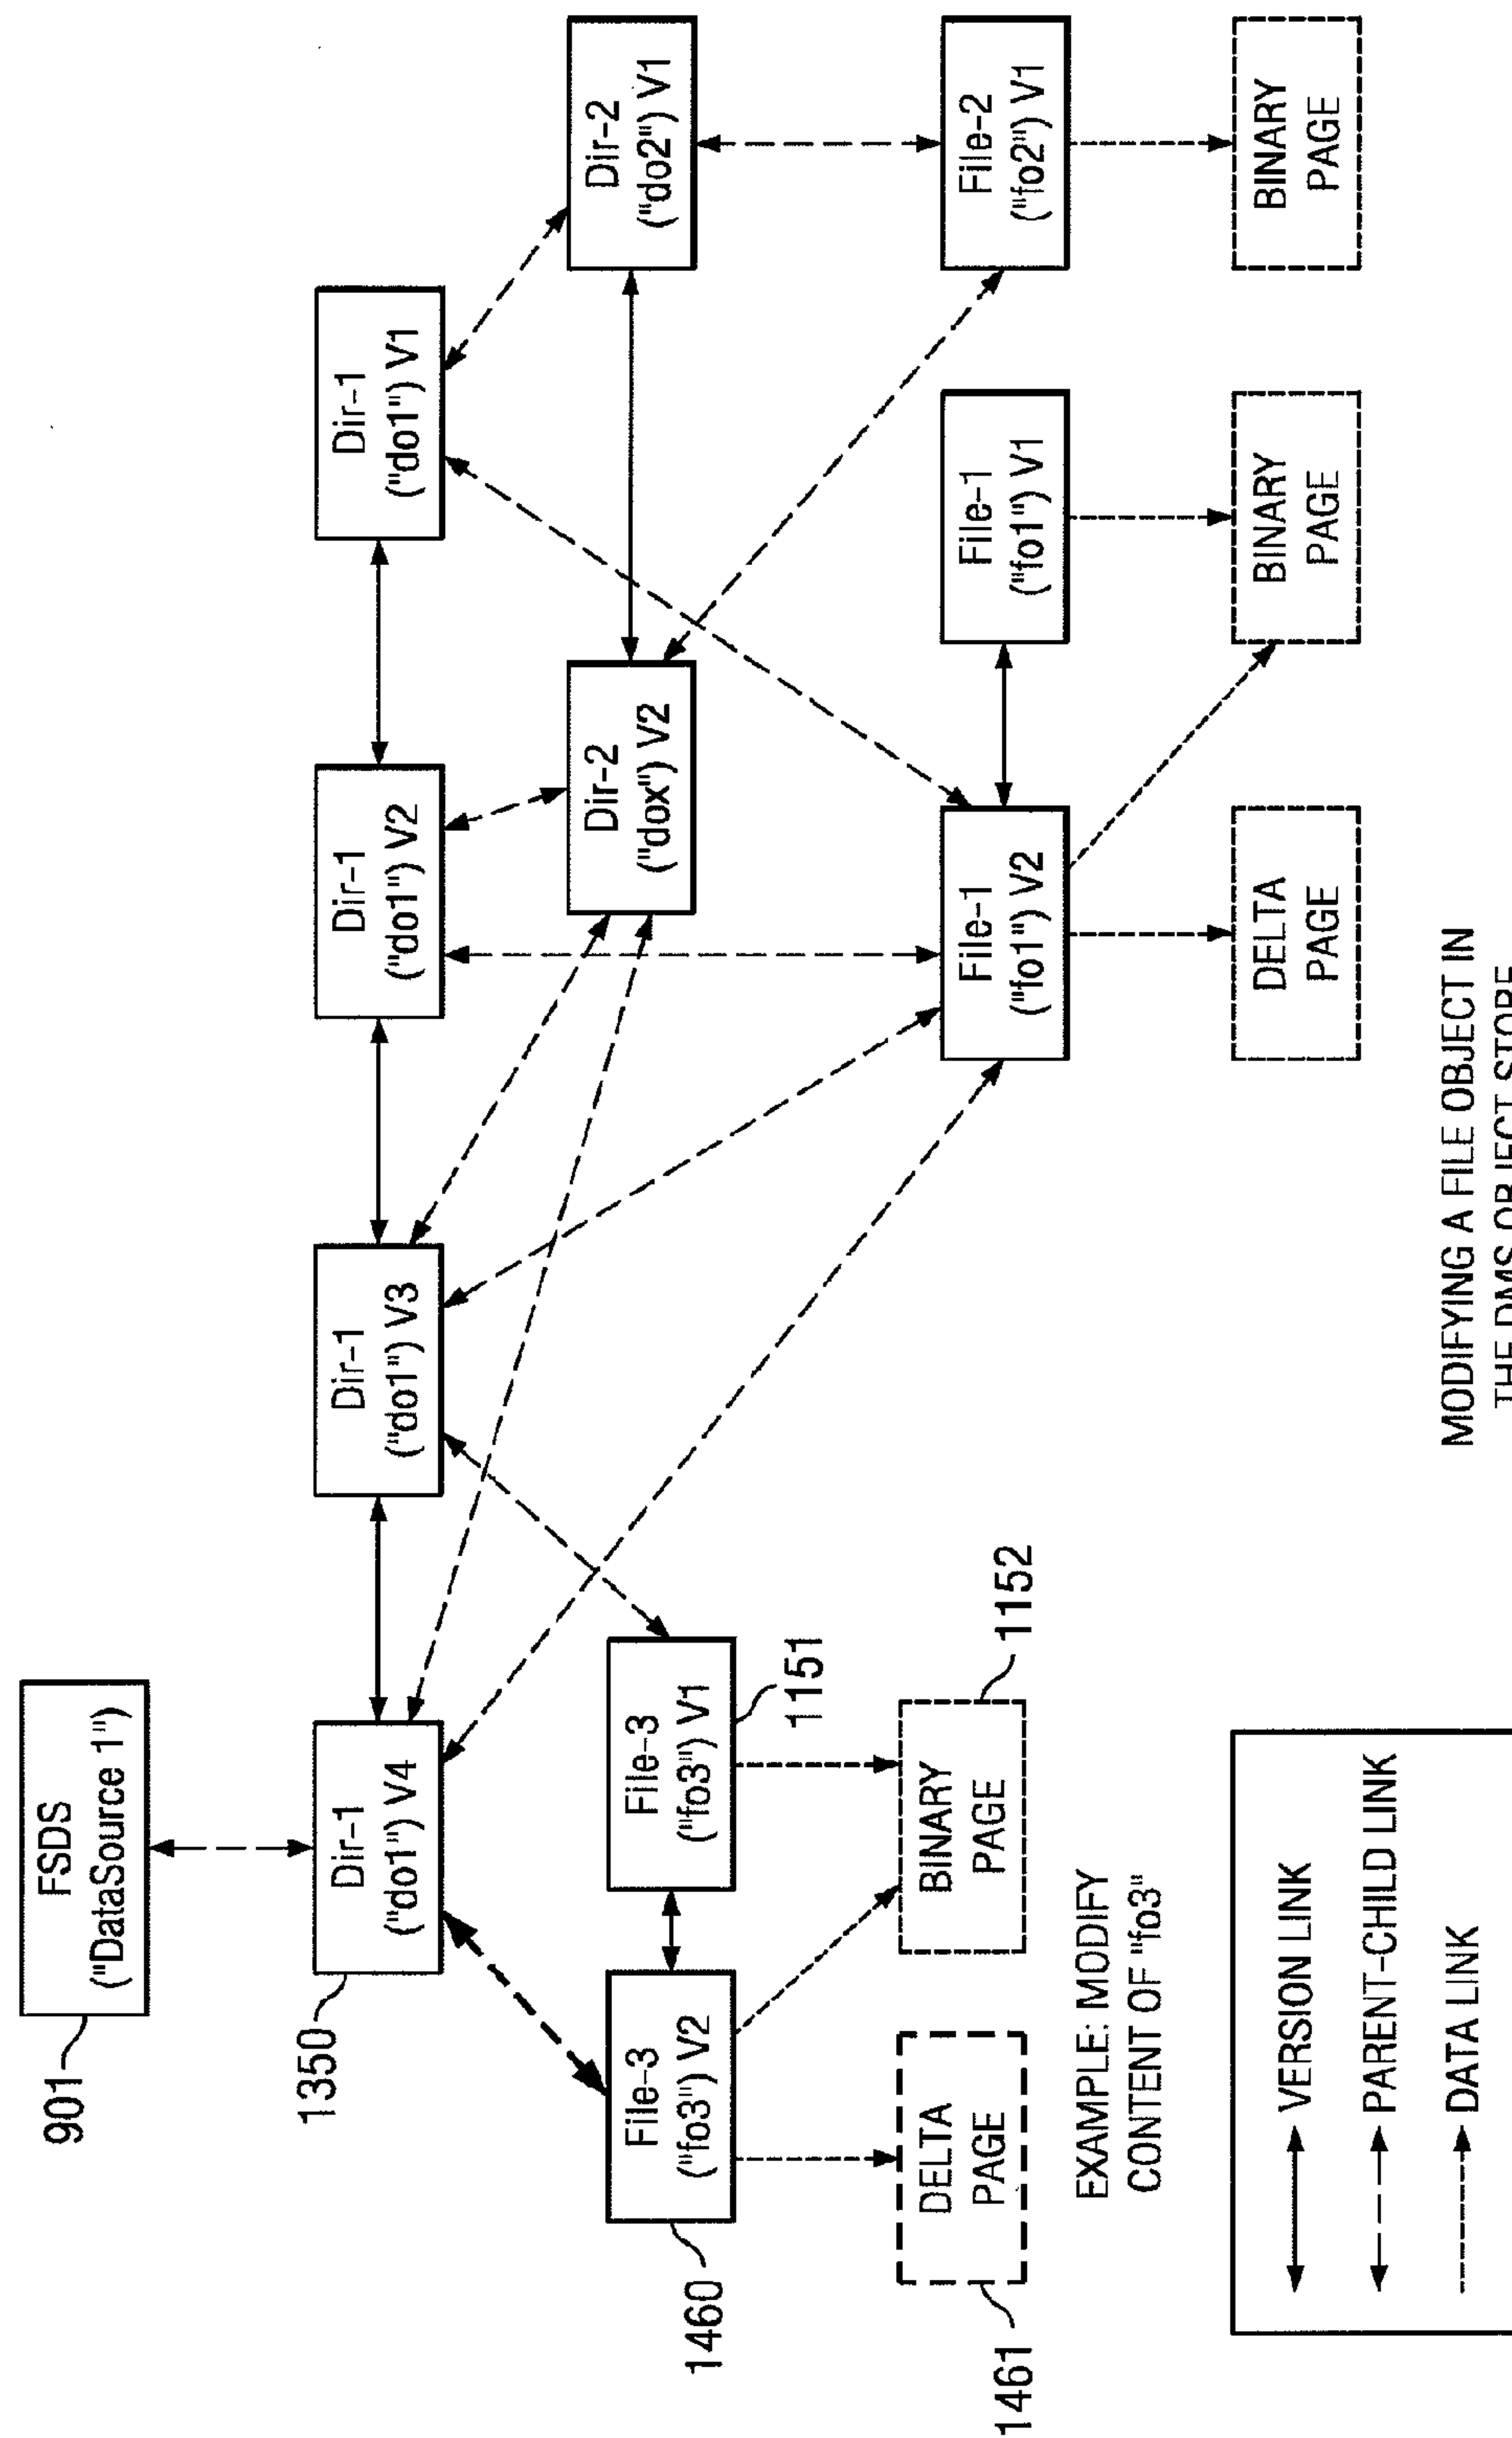 901
FSDS
("DataSource 1")
1350
Dir-1
("do1") V4
Dir-1
("do1") V3
Dir-1
("do1") V2
Dir-1
("do1") V1
Dir-2
("dox") V2
Dir-2
("do2") V1
1460
File-3
("fo3") V2
File-3
("fo3") V1
1151
File-1
("fo1") V2
File-1
("fo1") V1
File-2
("fo2") V1
1461
DELTA
PAGE
BINARY
PAGE
1152
DELTA
PAGE
BINARY
PAGE
BINARY
PAGE
EXAMPLE: MODIFY
CONTENT OF "fo3"
VERSION LINK
PARENT-CHILD LINK
DATA LINK
MODIFYING A FILE OBJECT IN
THE DMS OBJECT STORE